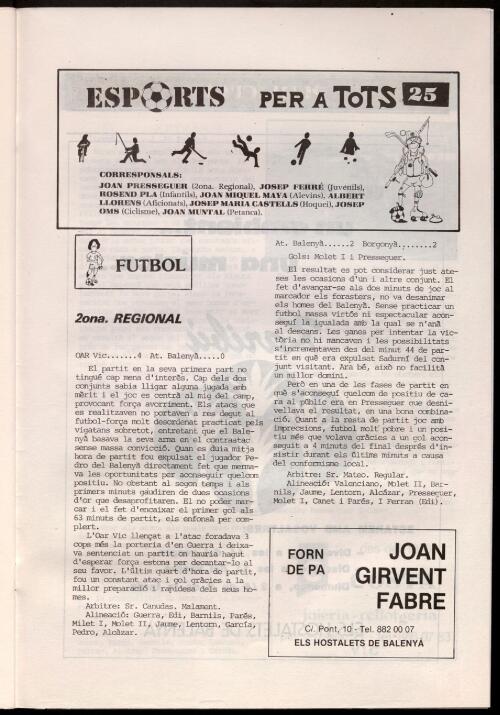 ESPORTS PER A TOTS 25
CORRESPONSALS:
JOAN PRESSEGUER (2ona. Regional), JOSEP FERRÉ (Juvenils),
ROSEND PLA (Infantils), JOAN MIQUEL MAYA (Alevins), ALBERT
LLORENS (Aficionats), JOSEP MARIA CASTELLS (Hoquei), JOSEP
OMS (Ciclisme), JOAN MUNTAL (Petanca).
FUTBOL
2ona. REGIONAL
OAR Vic.......4 At. Balenyà.....0
El partit en la seva primera part no
tingué cap mena d'interès. Cap dels dos
conjunts sabia lligar alguna jugada amb
mèrit i el joc es centrà al mig del camp,
provocant força avorriment. Els atacs que
es realitzaven no portaven a res degut al
futbol-força molt desordenat practicat pels
vigatans sobretot, entretant que el Bale-
nyà basava la seva arma en el contraatac
sense massa convicció. Quan es duia mitja
hora de partit fou expulsat el jugador Pe-
dro del Balenyà directament fet que merma-
va les oportunitats per aconseguir quelcom
positiu. No obstant al segon temps i als
primers minuts gaudiren de dues ocasions
d'or que desaprofitaren. El no poder mar-
car i el fet d'encaixar el primer gol als
63 minuts de partit, els enfonsà per com-
plert.
L'Oar Vic llençat a l'atac foradava 3
cops més la porteria d'en Guerra i deixa-
va sentenciat un partit on hauria hagut
d'esperar força estona per decantar-lo al
seu favor. L'últim quart d'hora de partit,
fou un constant atac i gol gràcies a la
millor preparació i rapidesa dels seus ho-
mes.
Arbitre: Sr. Canudas. Malament.
Alineació: Guerra, Edi, Barnils, Parés,
Milet I, Molet II, Jaume, Lentorn, García,
Pedro, Alcàzar.
At. Balenyà......2 Borgonyà.........2
Gols: Molet I i Presseguer.
El resultat es pot considerar just ate-
ses les ocasions d'un i altre conjunt. El
fet d'avançar-se als dos minuts de joc al
marcador els forasters, no va desanimar
els homes del Balenyà. Sense practicar un
futbol massa vistós ni espectacular acon-
seguí la igualada amb la qual se n'anà
al descans. Les ganes per intentar la vic-
tòria no hi mancaven i les possibilitats
s'incrementaven des del minut 44 de par-
tit en què era expulsat Sadurní del con-
junt visitant. Ara bé, això no facilità
un millor domini.
Però en una de les fases de partit en
què s'aconseguí quelcom de positiu de ca-
ra al públic era en Presseguer que desni-
vellava el resultat, en una bona combina-
ció. Quant a la resta de partit joc amb
imprecisions, futbol molt pobre i un posi-
tiu més que volava gràcies a un gol acon-
seguit a 4 minuts del final desprès d'in-
sistir durant els últims minuts a causa
del conformisme local.
Arbitre: Sr. Mateo. Regular.
Alineació: Valenciano, Molet II, Bar-
nils, Jaume, Lentorn, Alcázar, Presseguer,
Molet I, Canet i Parés, I Ferran (Edi).
FORN
DE PA
JOAN
GIRVENT
FABRE
C/. Pont, 10 - Tel. 882 00 07
ELS HOSTALETS DE BALENYÀ